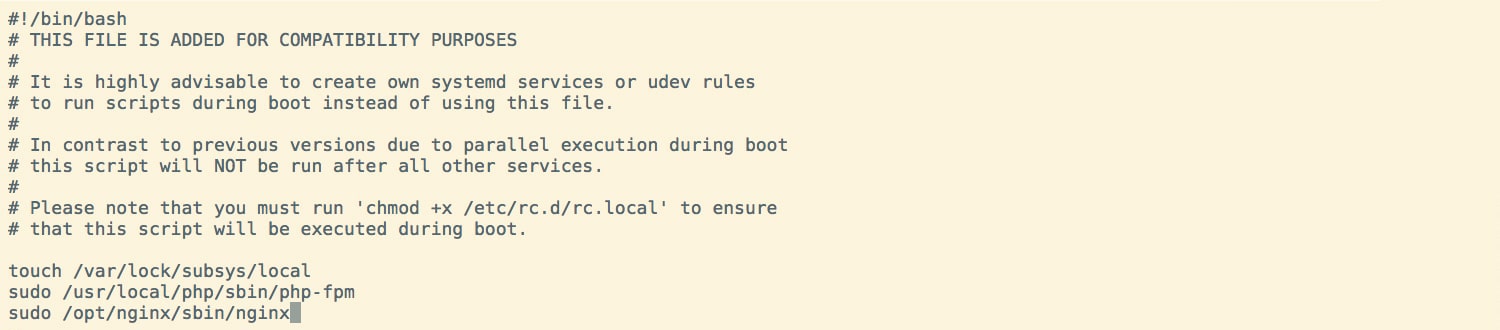 #!/bin/bash
# THIS FILE IS ADDED FOR COMPATIBILITY PURPOSES
#
# It is highly advisable to create own systemd services or udev rules
# to run scripts during boot instead of using this file.
#
# In contrast to previous versions due to parallel execution during boot
# this script will NOT be run after all other services.
#
# Please note that you must run 'chmod +x /etc/rc.d/rc.local' to ensure
# that this script will be executed during boot.

touch /var/lock/subsys/local
sudo /usr/local/php/sbin/php-fpm
sudo /opt/nginx/sbin/nginx